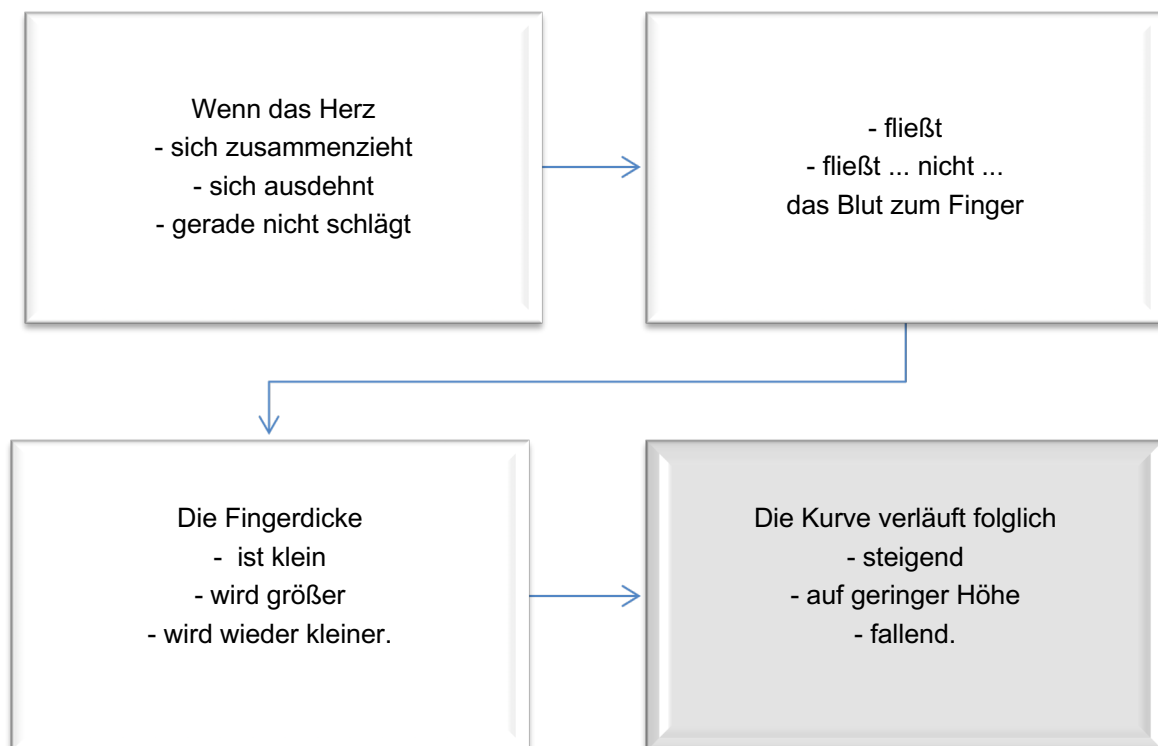 Wenn das Herz
- sich zusammenzieht
- sich ausdehnt
- gerade nicht schlägt
- fließt
- fließt ... nicht ...
das Blut zum Finger
Die Fingerdicke
- ist klein
- wird größer
- wird wieder kleiner.
Die Kurve verläuft folglich
- steigend
- auf geringer Höhe
- fallend.